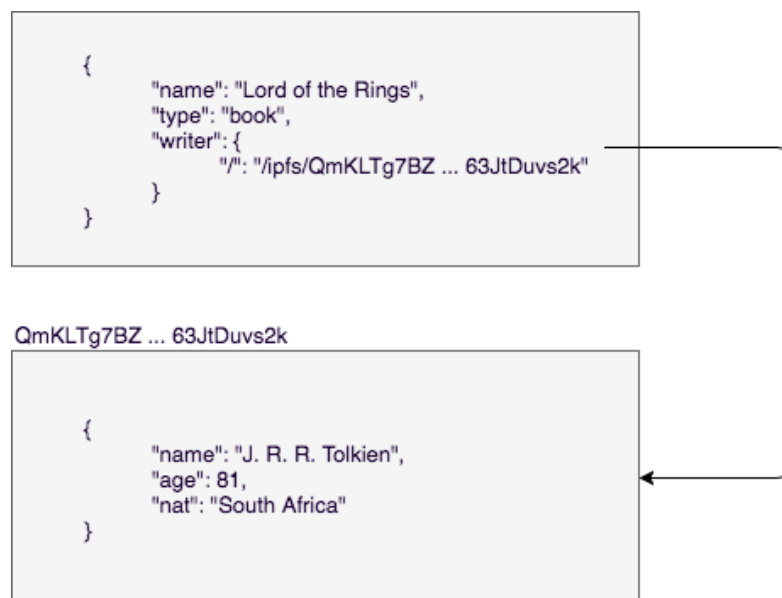 {
"name": "Lord of the Rings",
"type": "book",
"writer": {
"/": "/ipfs/QmKLTg7BZ ... 63JtDuvs2k"
}
}
QmKLTg7BZ ... 63JtDuvs2k
{
"name": "J. R. R. Tolkien",
"age": 81,
"nat": "South Africa"
}